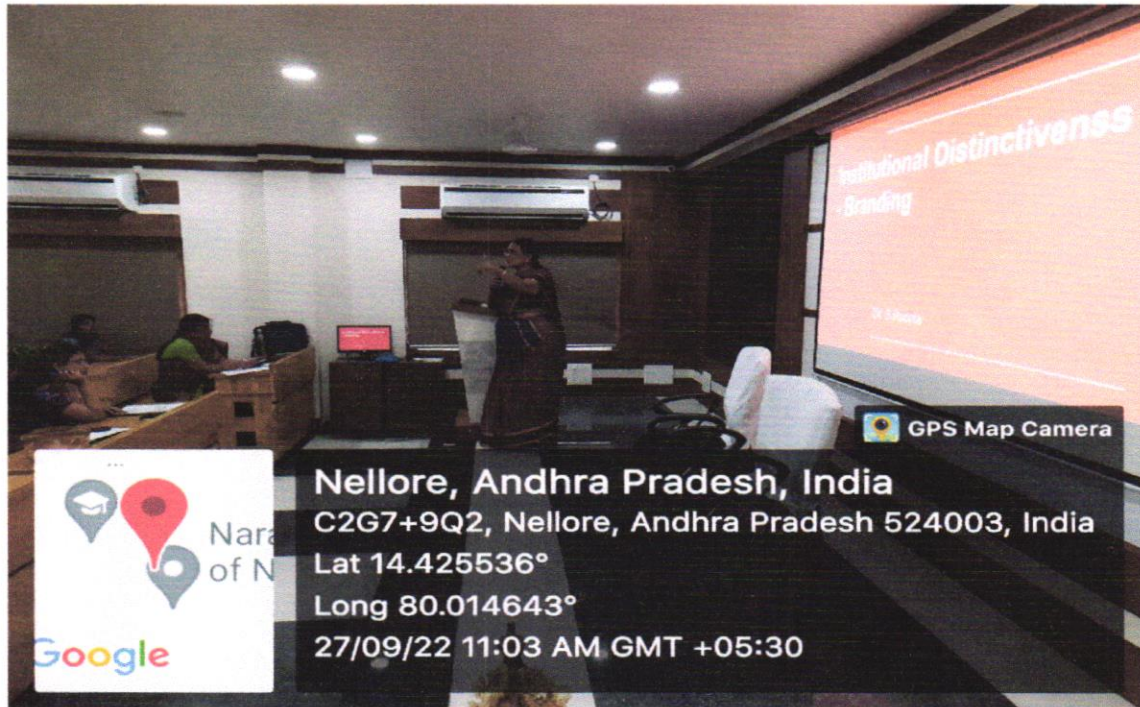 Institutional Distinctivenss
- Branding
GPS Map Camera
Nellore, Andhra Pradesh, India
C2G7+9Q2, Nellore, Andhra Pradesh 524003, India
Lat 14.425536°
Long 80.014643°
27/09/22 11:03 AM GMT +05:30
Nara
of N
Google